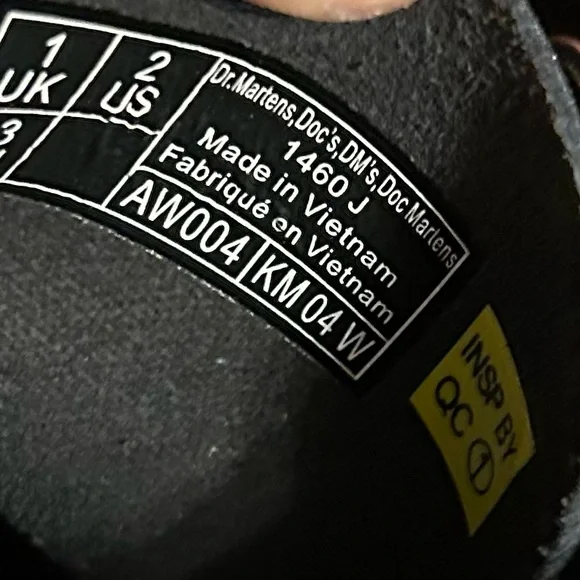 1
UK
2
US
3
Dr.Martens,Doc's,DM's,Doc Martens
1460 J
Made in Vietnam
Fabriqué en Vietnam
AW004
KM 04 W
INSP BY
QC 1